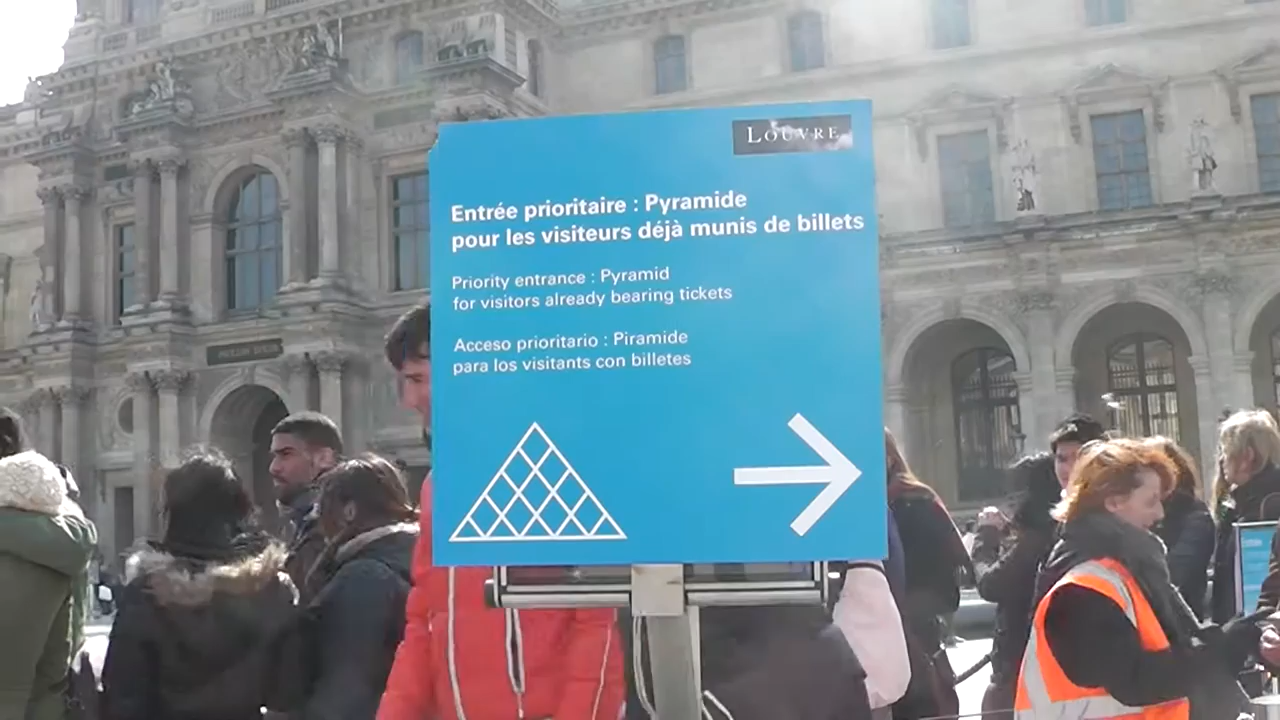 LOUVRE
Entrée prioritaire : Pyramide
pour les visiteurs déjà munis de billets
Priority entrance : Pyramid
for visitors already bearing tickets
Acceso prioritario : Piramide
para los visitants con billetes